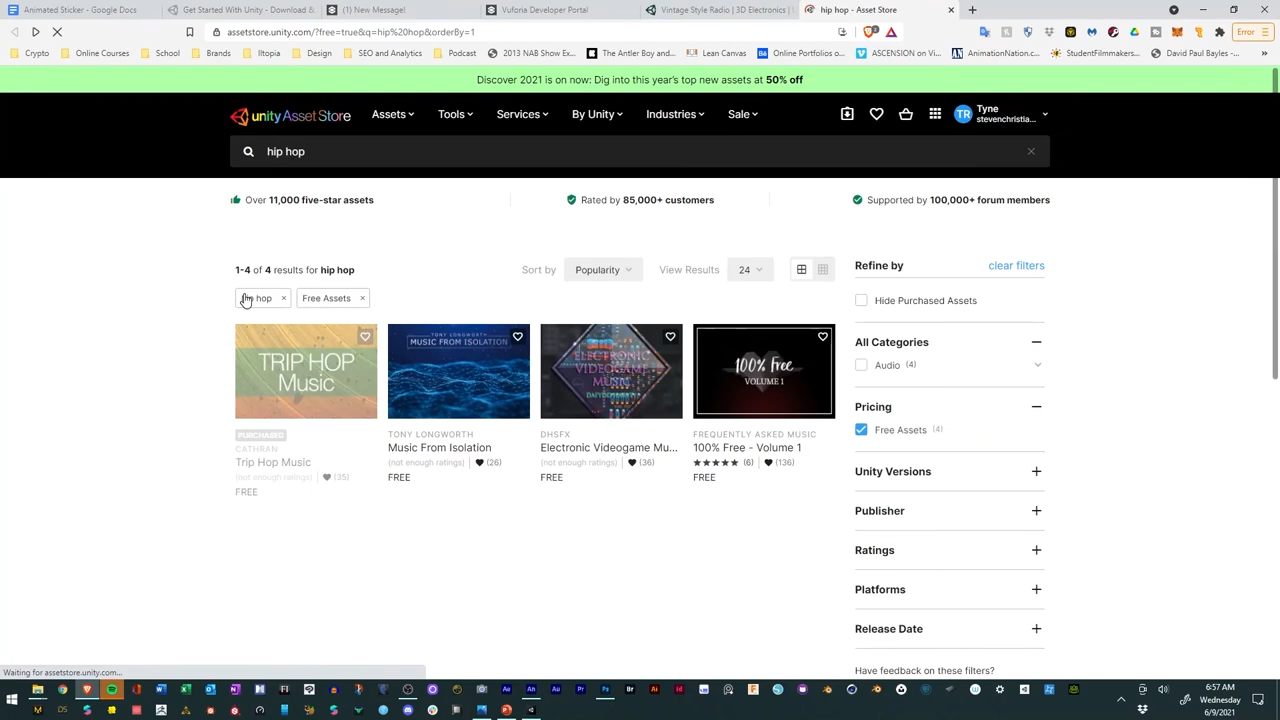 Animated Sticker - Google Docs
Get Started With Unity - Download &
(1) New Message!
Vuforia Developer Portal
Vintage Style Radio | 3D Electronics |
hip hop - Asset Store
assetstore.unity.com/?free=true&q=hip%20hop&orderBy=1
Error
Crypto
Online Courses
School
Brands
Iltopia
Design
SEO and Analytics
Podcast
2013 NAB Show Ex...
The Antler Boy and...
Lean Canvas
Online Portfolios o...
ASCENSION on Vi...
AnimationNation.c...
StudentFilmmakers...
David Paul Bayles -...
Discover 2021 is on now: Dig into this year's top new assets at 50% off
unity Asset Store
Assets
Tools
Services
By Unity
Industries
Sale
TR
Tyne
stevenchristia...
hip hop
Over 11,000 five-star assets
Rated by 85,000+ customers
Supported by 100,000+ forum members
1-4 of 4 results for hip hop
Sort by
Popularity
View Results
24
hop ×
Free Assets ×
TRIP HOP
Music
PURCHASED
CATHRAN
Trip Hop Music
(not enough ratings) | (35)
FREE
TONY LONGWORTH
MUSIC FROM ISOLATION
TONY LONGWORTH
Music From Isolation
(not enough ratings) (26)
FREE
ELECTRONIC
VIDEOGAME
MUSIC
DHSFX
Electronic Videogame Mu...
(not enough ratings) (36)
FREE
100% Free
VOLUME 1
FREQUENTLY ASKED MUSIC
100% Free - Volume 1
(6) | (136)
FREE
Refine by
clear filters
Hide Purchased Assets
All Categories
Audio (4)
Pricing
Free Assets (4)
Unity Versions
Publisher
Ratings
Platforms
Release Date
Have feedback on these filters?
Waiting for assetstore.unity.com...
6:57 AM
Wednesday
6/9/2021